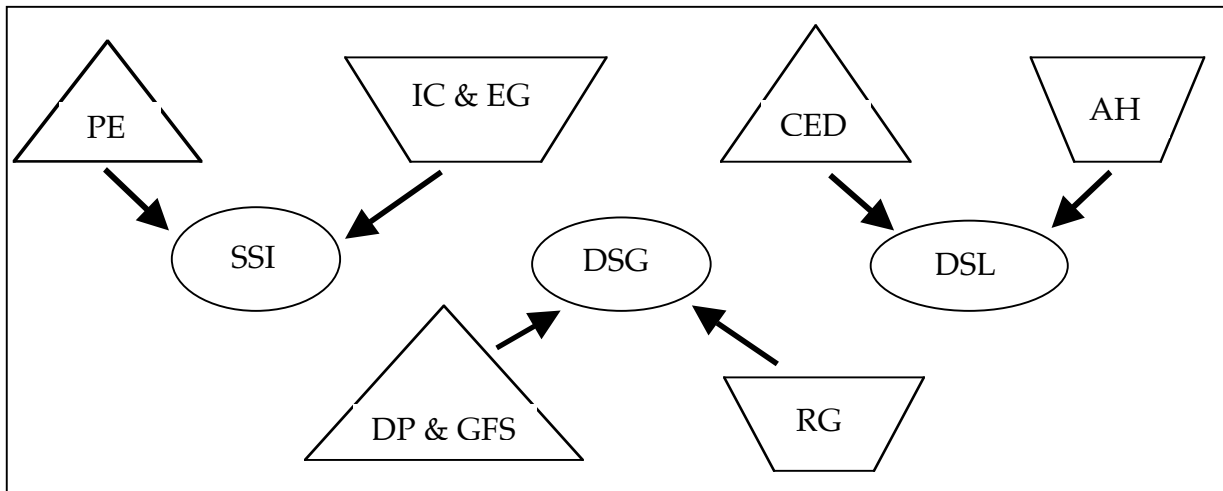 PE
IC & EG
CED
AH
SSI
DSG
DSL
DP & GFS
RG